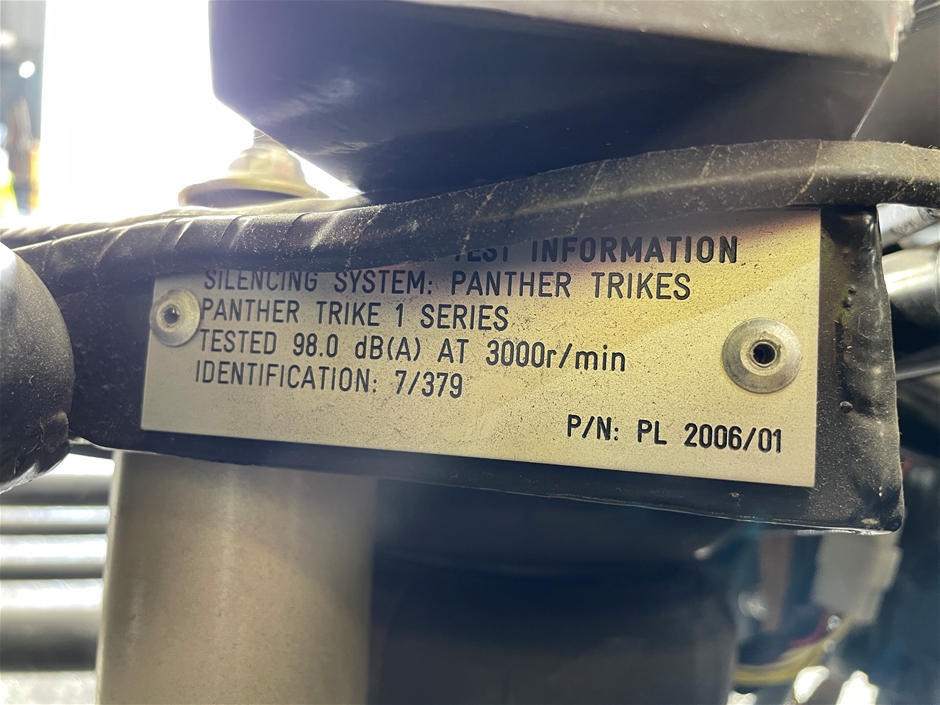 TEST INFORMATION
SILENCING SYSTEM: PANTHER TRIKES
PANTHER TRIKE 1 SERIES
TESTED 98.0 dB(A) AT 3000r/min
IDENTIFICATION: 7/379
P/N: PL 2006/01